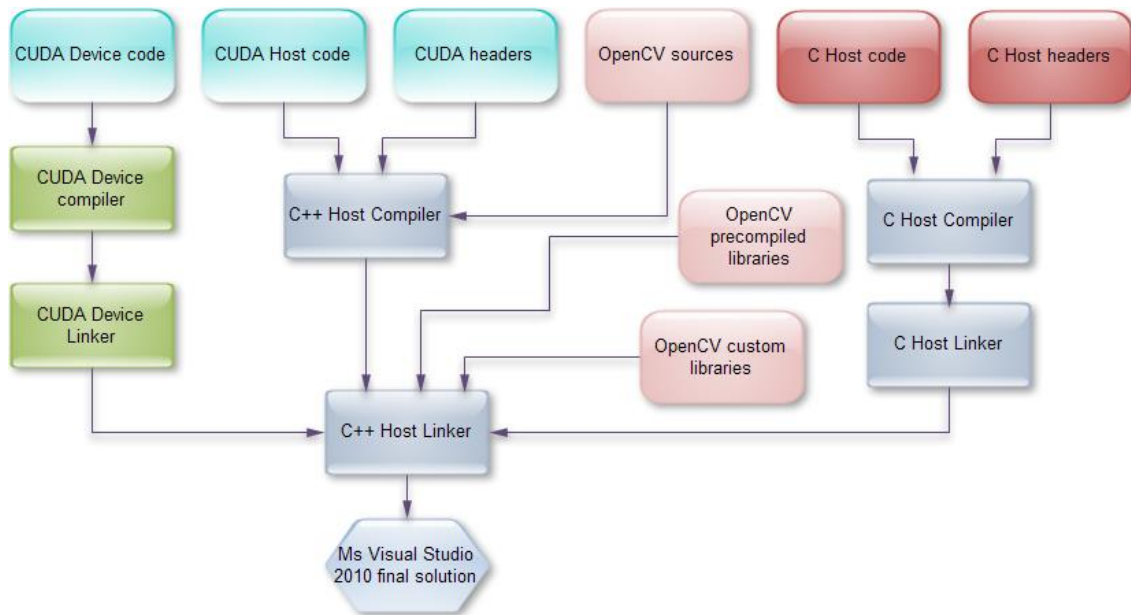 CUDA Device code
CUDA Host code
CUDA headers
OpenCV sources
C Host code
C Host headers
CUDA Device
compiler
C++ Host Compiler
OpenCV
precompiled
libraries
C Host Compiler
CUDA Device
Linker
OpenCV custom
libraries
C Host Linker
C++ Host Linker
Ms Visual Studio
2010 final solution